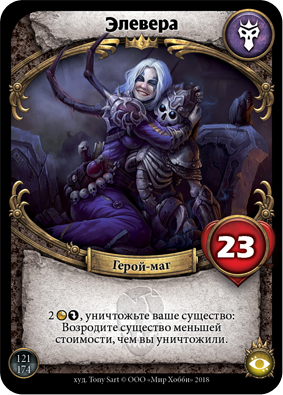 Элевера
23
Герой-маг
2 , уничтожьте ваше существо:
Возродите существо меньшей
стоимости, чем вы уничтожили.
121
174
худ. Tony Sart © ООО «Мир Хобби» 2018